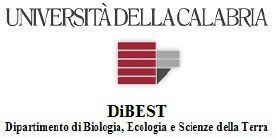 UNIVERSITÀ DELLA CALABRIA
DiBEST
Dipartimento di Biologia, Ecologia e Scienze della Terra